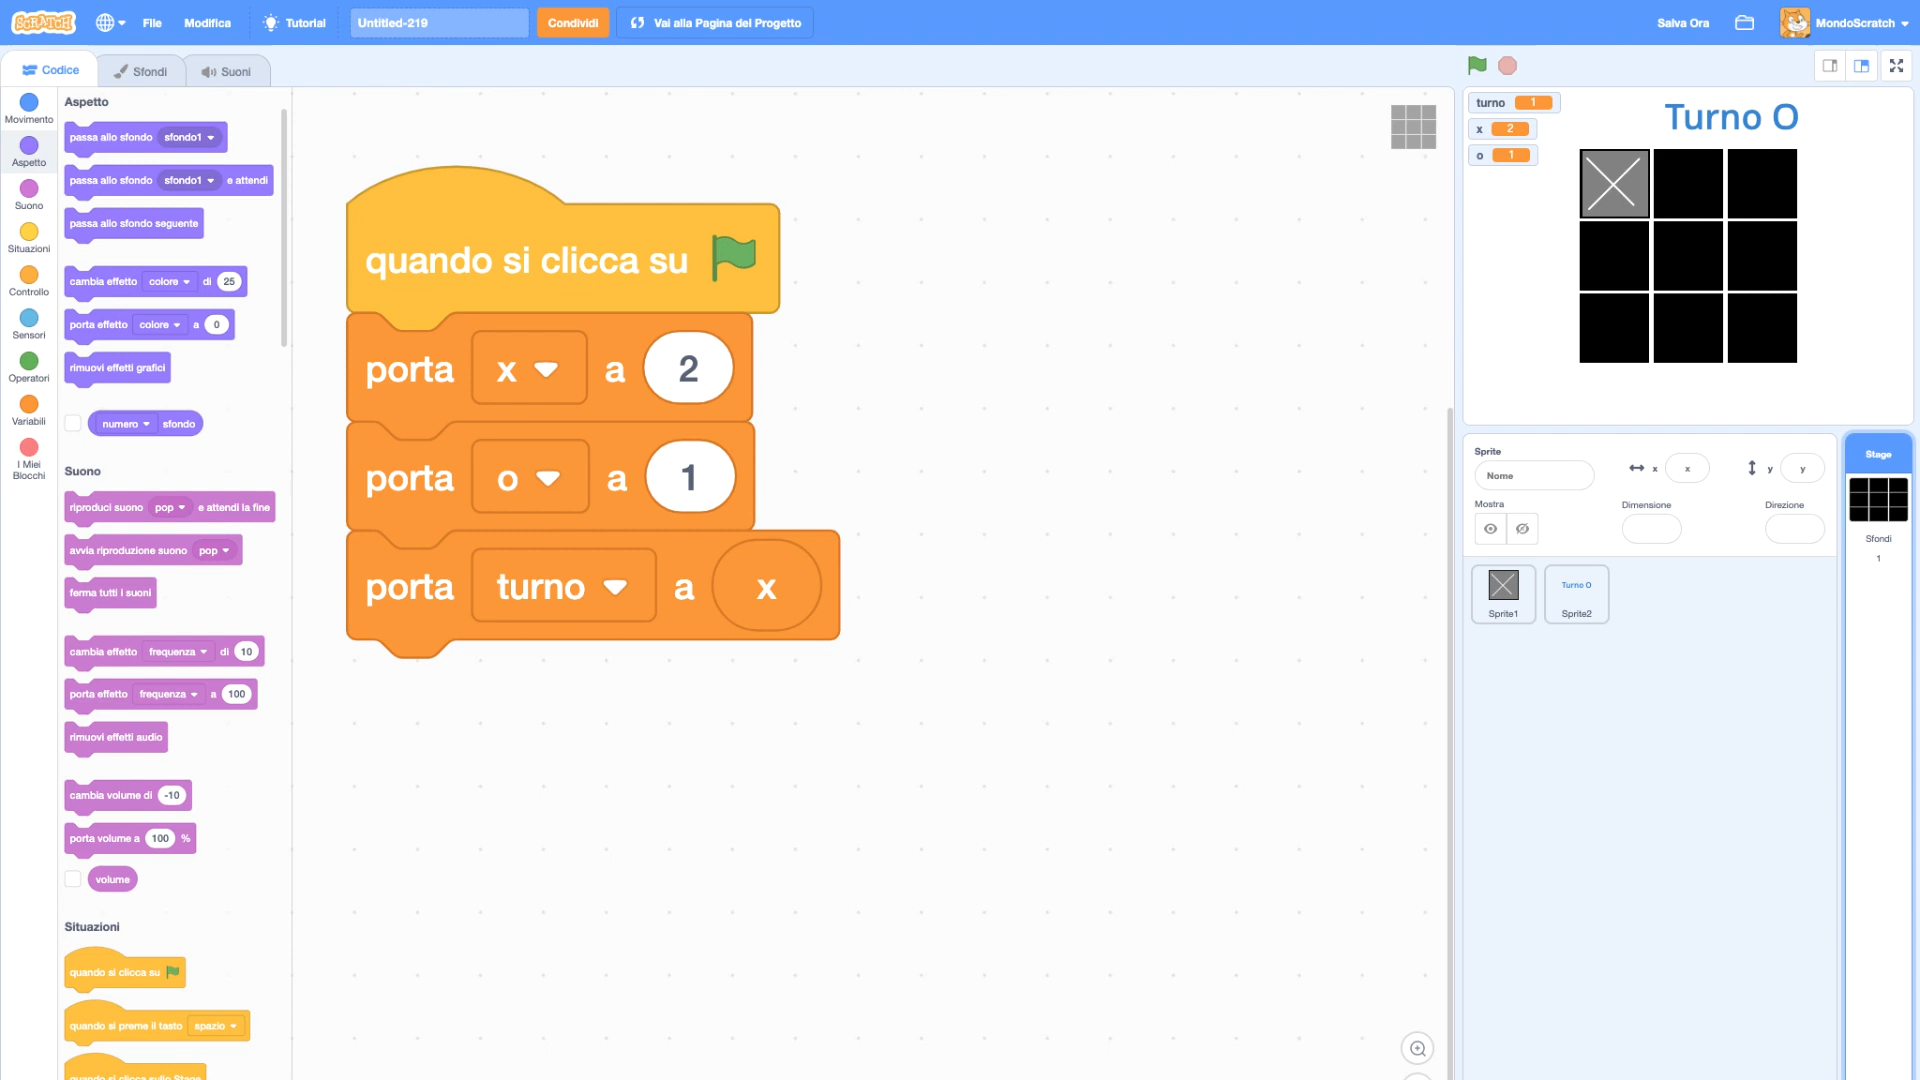 SCRATCH
File
Modifica
Tutorial
Untitled-219
Condividi
Vai alla Pagina del Progetto
Salva Ora
MondoScratch
Codice
Sfondi
Suoni
Movimento
Aspetto
Suono
Situazioni
Controllo
Sensori
Operatori
Variabili
I Miei
Blocchi
Aspetto
passa allo sfondo sfondo1
passa allo sfondo sfondo1 e attendi
passa allo sfondo seguente
cambia effetto colore di 25
porta effetto colore a 0
rimuovi effetti grafici
numero sfondo
Suono
riproduci suono pop e attendi la fine
avvia riproduzione suono pop
ferma tutti i suoni
cambia effetto frequenza di 10
porta effetto frequenza a 100
rimuovi effetti audio
cambia volume di -10
porta volume a 100 %
volume
Situazioni
quando si clicca su
quando si preme il tasto spazio
quando si clicca sullo Stage
quando si clicca su
porta x a 2
porta o a 1
porta turno a x
turno 1
x 2
o 1
Turno O
Sprite
Nome
x x
y y
Mostra
Dimensione
Direzione
Sprite1
Turno O
Sprite2
Stage
Sfondi
1